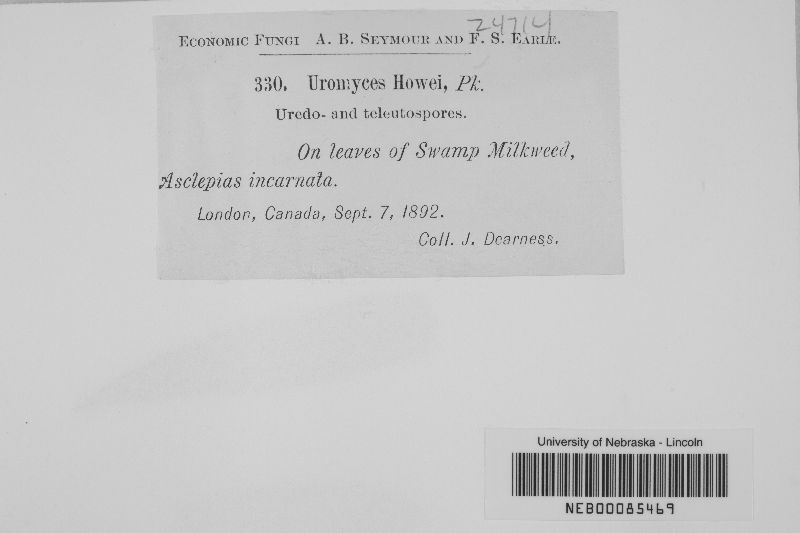 24714
ECONOMIC FUNGI A. B. SEYMOUR AND F. S. EARLE.
330. Uromyces Howei, Pk.
Uredo- and teleutospores.
On leaves of Swamp Milkweed,
Asclepias incarnata.
London, Canada, Sept. 7, 1892.
Coll. J. Dearness.
University of Nebraska - Lincoln
NEB00085469